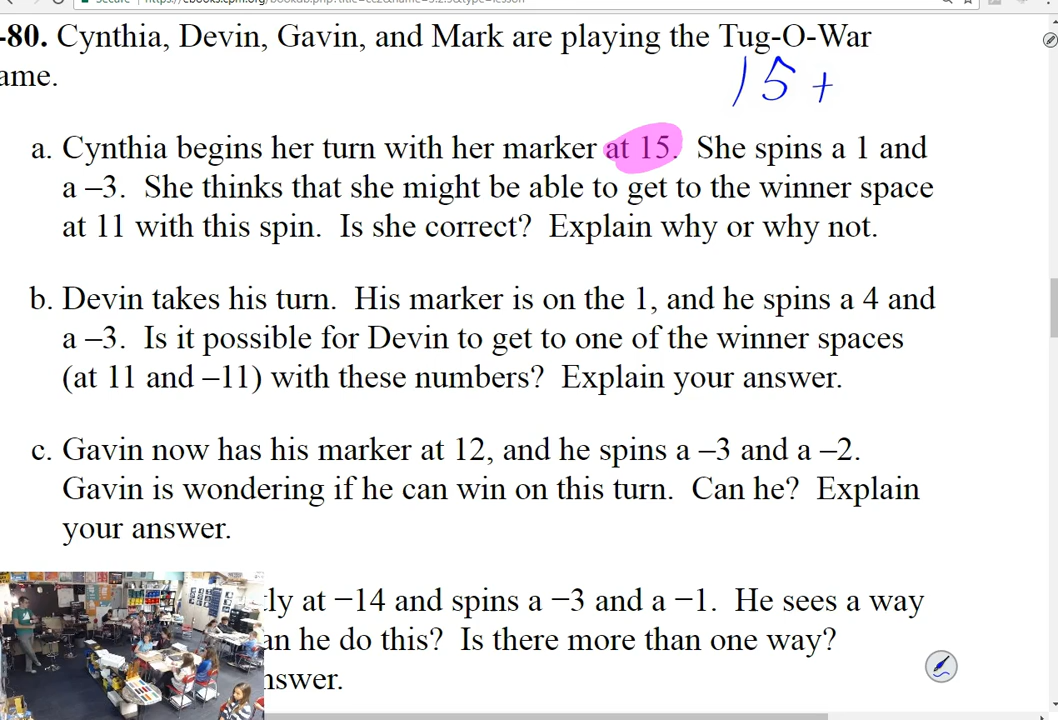 -80. Cynthia, Devin, Gavin, and Mark are playing the Tug-O-War
ame.
15 +
a. Cynthia begins her turn with her marker at 15. She spins a 1 and
a –3. She thinks that she might be able to get to the winner space
at 11 with this spin. Is she correct? Explain why or why not.
b. Devin takes his turn. His marker is on the 1, and he spins a 4 and
a –3. Is it possible for Devin to get to one of the winner spaces
(at 11 and –11) with these numbers? Explain your answer.
c. Gavin now has his marker at 12, and he spins a –3 and a –2.
Gavin is wondering if he can win on this turn. Can he? Explain
your answer.
tly at −14 and spins a −3 and a −1. He sees a way
an he do this? Is there more than one way?
nswer.